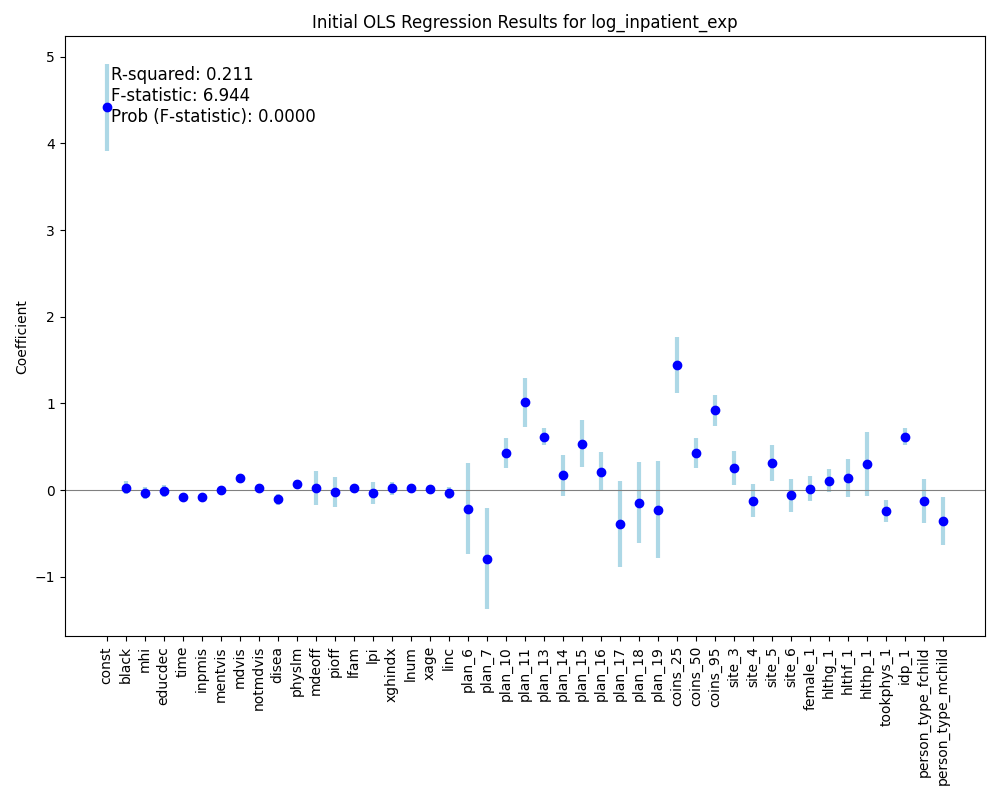 Initial OLS Regression Results for log_inpatient_exp
R-squared: 0.211
F-statistic: 6.944
Prob (F-statistic): 0.0000
Coefficient
5
4
3
2
1
0
−1
const
black
mhi
educdec
time
inpmis
mentvis
mdvis
notmdvis
disea
physlm
mdeoff
pioff
lfam
lpi
xghindx
lnum
xage
linc
plan_6
plan_7
plan_10
plan_11
plan_13
plan_14
plan_15
plan_16
plan_17
plan_18
plan_19
coins_25
coins_50
coins_95
site_3
site_4
site_5
site_6
female_1
hlthg_1
hlthf_1
hlthp_1
tookphys_1
idp_1
person_type_fchild
person_type_mchild